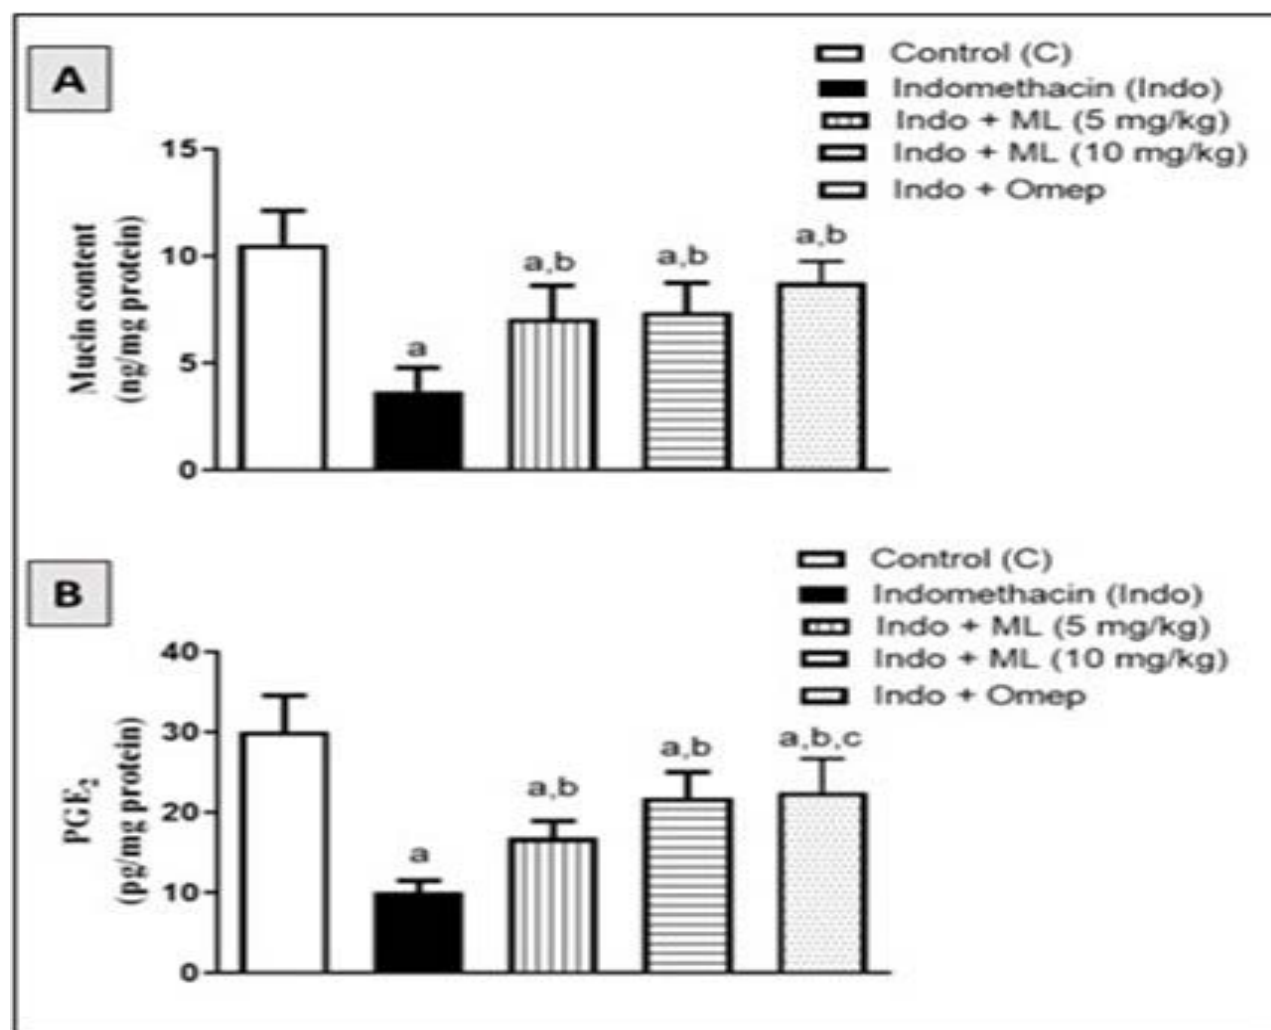 A
Control (C)
Indomethacin (Indo)
Indo + ML (5 mg/kg)
Indo + ML (10 mg/kg)
Indo + Omep
Mucin content
(ng/mg protein)
15
10
5
0
a
a,b
a,b
a,b
B
Control (C)
Indomethacin (Indo)
Indo + ML (5 mg/kg)
Indo + ML (10 mg/kg)
Indo + Omep
PGE₂
(pg/mg protein)
40
30
20
10
0
a
a,b
a,b
a,b,c